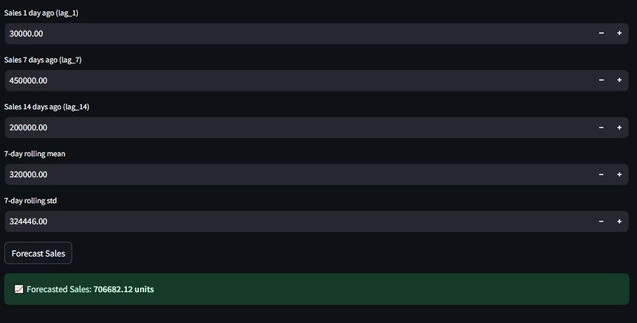 Sales 1 day ago (lag_1)
30000.00
Sales 7 days ago (lag_7)
450000.00
Sales 14 days ago (lag_14)
200000.00
7-day rolling mean
320000.00
7-day rolling std
324446.00
Forecast Sales
📈 Forecasted Sales: 706682.12 units